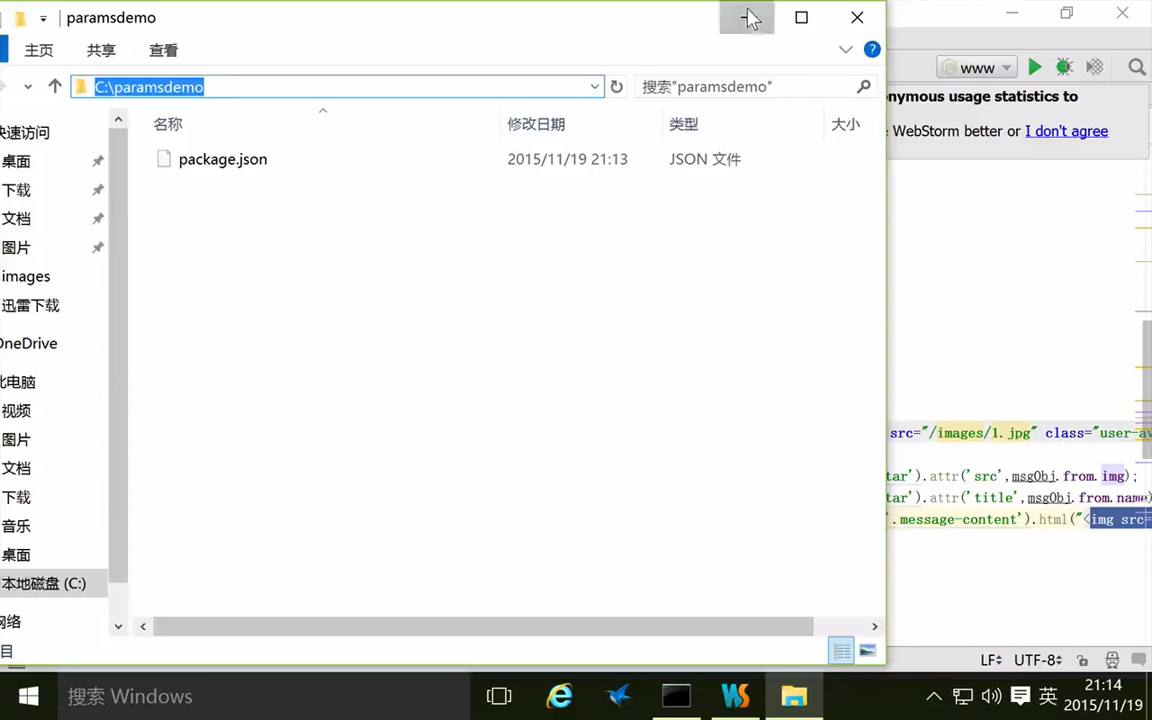 paramsdemo
主页 共享 查看
www
C:\paramsdemo
搜索"paramsdemo"
nymous usage statistics to
WebStorm better or I don't agree
名称 修改日期 类型 大小
package.json 2015/11/19 21:13 JSON 文件
快速访问
桌面
下载
文档
图片
images
迅雷下载
OneDrive
此电脑
视频
图片
文档
下载
音乐
桌面
本地磁盘 (C:)
网络
src="/images/1.jpg" class="user-av
tar').attr('src',msgObj.from.img);
tar').attr('title',msgObj.from.name)
'.message-content').html("<img src=
LF UTF-8
搜索 Windows
英
21:14
2015/11/19